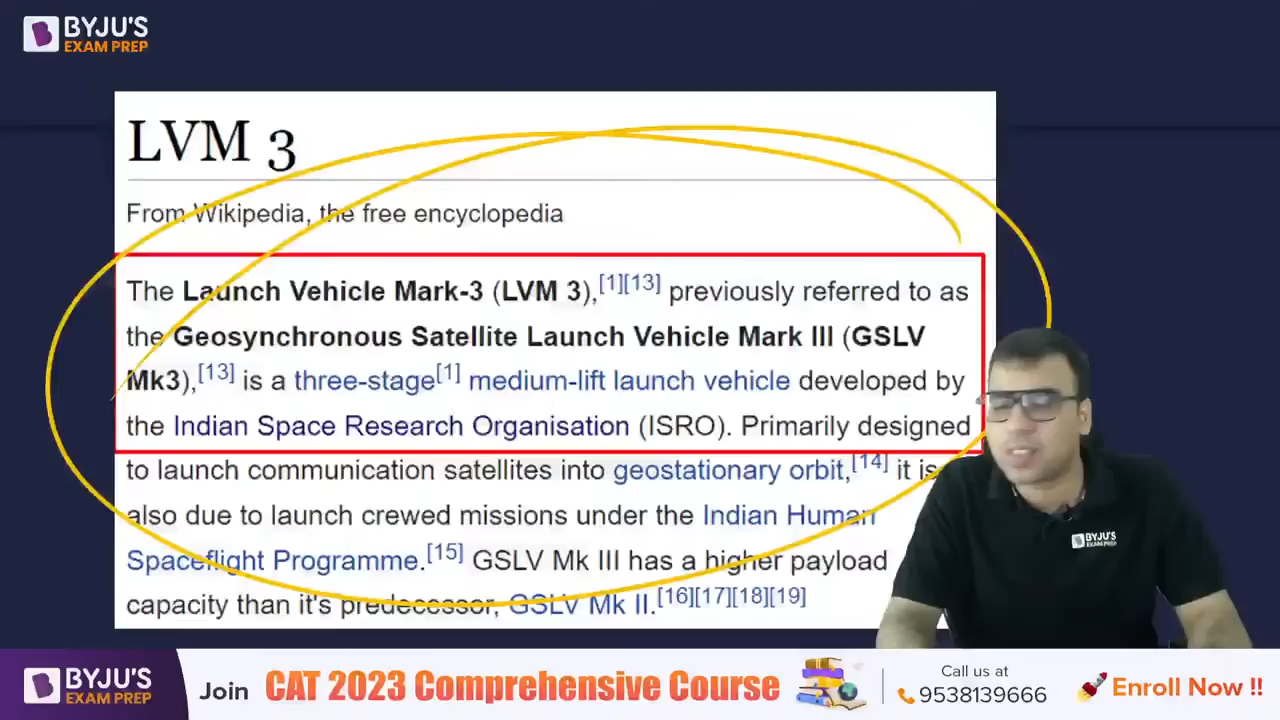 BYJU'S
EXAM PREP
LVM 3
From Wikipedia, the free encyclopedia
The Launch Vehicle Mark-3 (LVM 3),[1][13] previously referred to as
the Geosynchronous Satellite Launch Vehicle Mark III (GSLV
Mk3),[13] is a three-stage[1] medium-lift launch vehicle developed by
the Indian Space Research Organisation (ISRO). Primarily designed
to launch communication satellites into geostationary orbit,[14] it is
also due to launch crewed missions under the Indian Human
Spaceflight Programme.[15] GSLV Mk III has a higher payload
capacity than it's predecessor, GSLV Mk II.[16][17][18][19]
BYJU'S
EXAM PREP
BYJU'S
EXAM PREP
Join CAT 2023 Comprehensive Course
Call us at
9538139666
Enroll Now !!